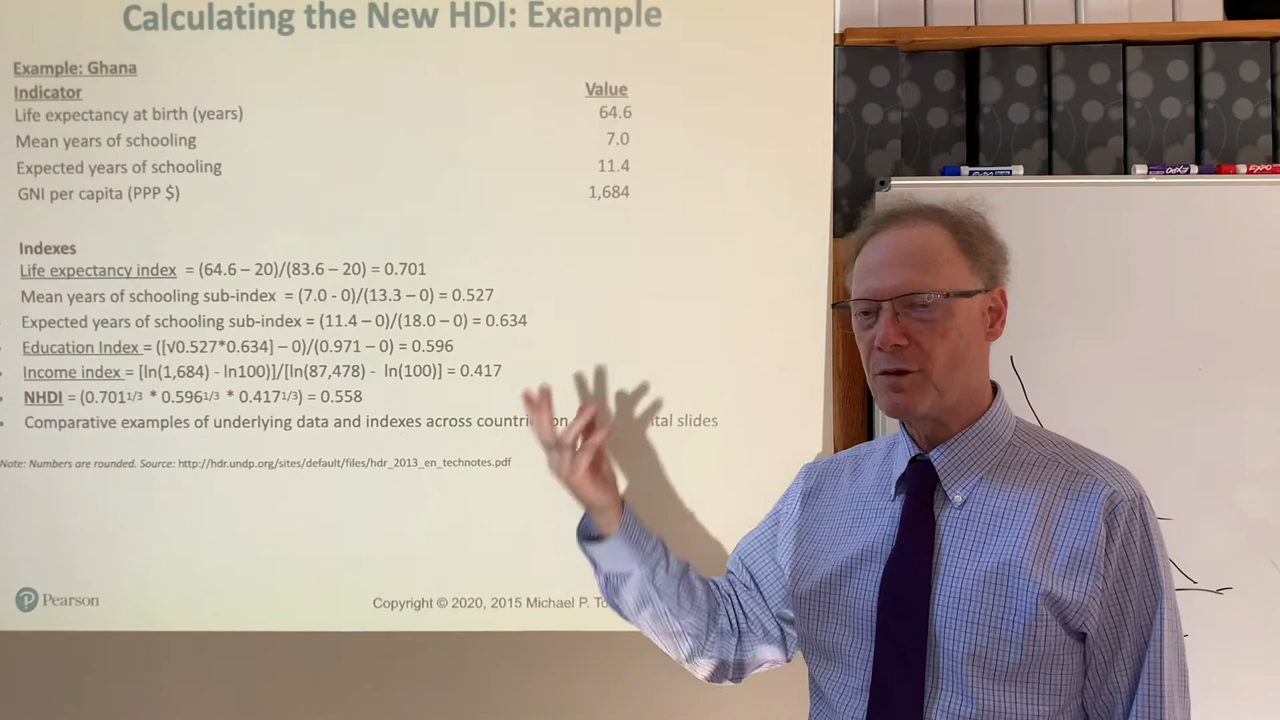 Calculating the New HDI: Example
Example: Ghana
Indicator Value
Life expectancy at birth (years) 64.6
Mean years of schooling 7.0
Expected years of schooling 11.4
GNI per capita (PPP $) 1,684
Indexes
Life expectancy index = (64.6 – 20)/(83.6 – 20) = 0.701
Mean years of schooling sub-index = (7.0 - 0)/(13.3 – 0) = 0.527
Expected years of schooling sub-index = (11.4 – 0)/(18.0 – 0) = 0.634
Education Index = ([√0.527*0.634] – 0)/(0.971 – 0) = 0.596
Income index = [ln(1,684) - ln100)]/[ln(87,478) - ln(100)] = 0.417
NHDI = (0.701^1/3 * 0.596^1/3 * 0.417^1/3) = 0.558
Comparative examples of underlying data and indexes across countri on tal slides
Note: Numbers are rounded. Source: http://hdr.undp.org/sites/default/files/hdr_2013_en_technotes.pdf
Pearson
Copyright © 2020, 2015 Michael P. To
EXPO
EXPO
EXPO